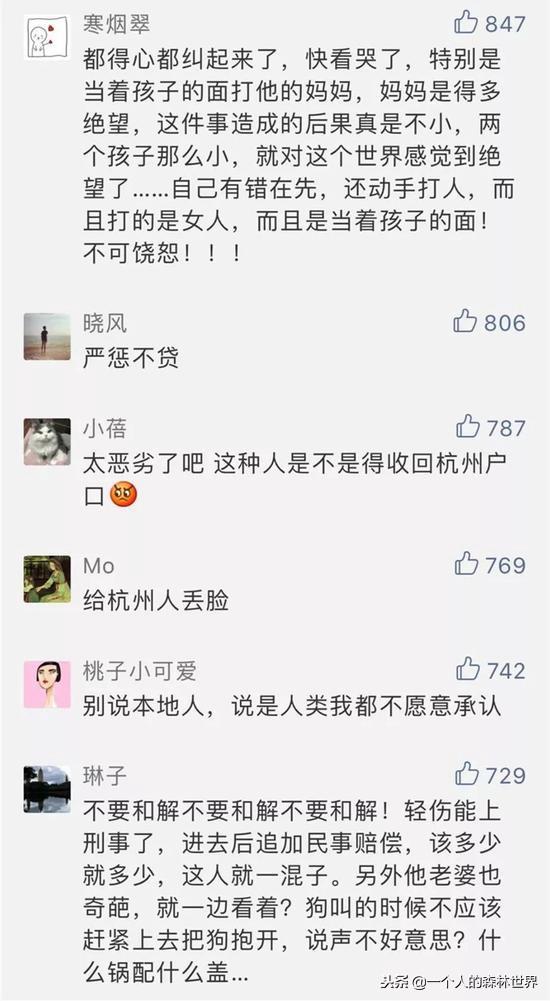 寒烟翠 847
都得心都纠起来了，快看哭了，特别是
当着孩子的面打他的妈妈，妈妈是得多
绝望，这件事造成的后果真是不小，两
个孩子那么小，就对这个世界感觉到绝
望了......自己有错在先，还动手打人，而
且打的是女人，而且是当着孩子的面！
不可饶恕！！！
晓风 806
严惩不贷
小蓓 787
太恶劣了吧 这种人是不是得收回杭州户
口
Mo 769
给杭州人丢脸
桃子小可爱 742
别说本地人，说是人类我都不愿意承认
琳子 729
不要和解不要和解不要和解！轻伤能上
刑事了，进去后追加民事赔偿，该多少
就多少，这人就一混子。另外他老婆也
奇葩，就一边看着？狗叫的时候不应该
赶紧上去把狗抱开，说声不好意思？什
么锅配什么盖...
头条 @一个人的森林世界